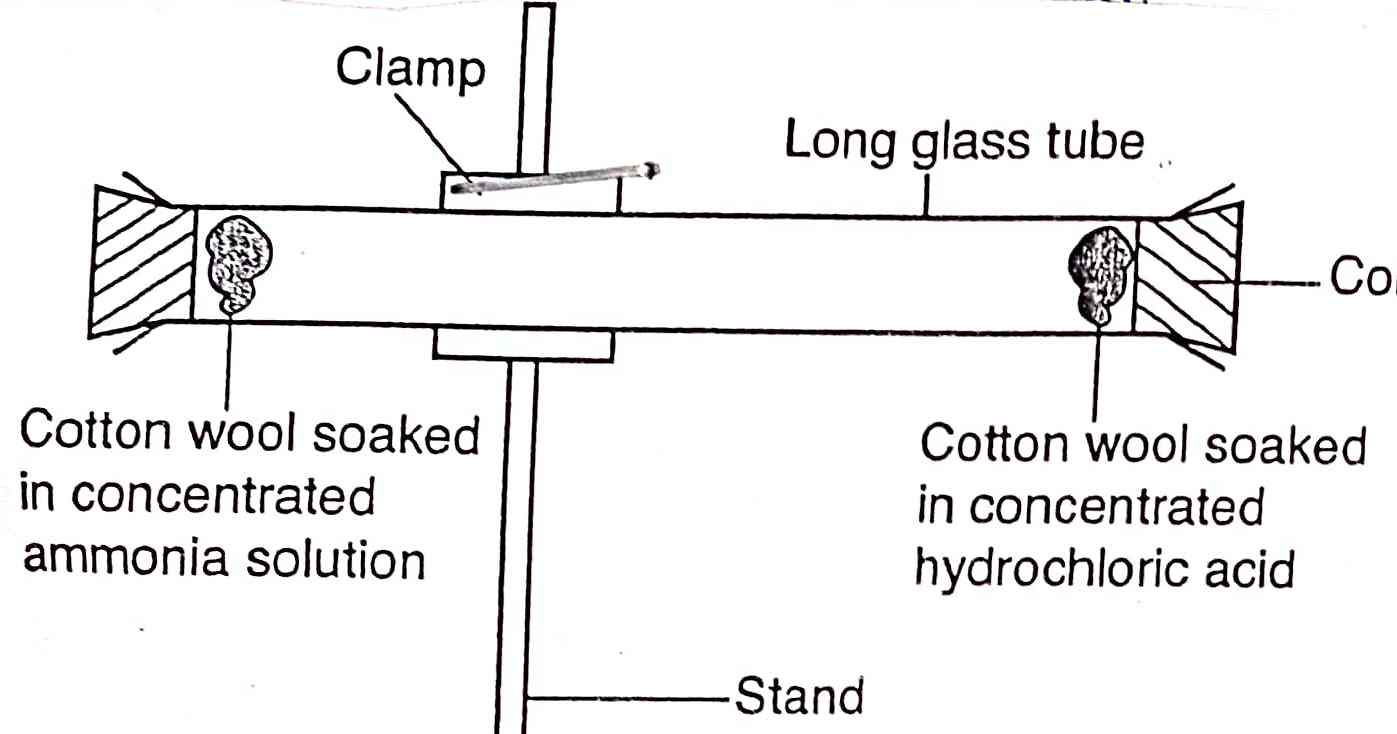 Clamp
Long glass tube
Cotton wool soaked
in concentrated
ammonia solution
Cotton wool soaked
in concentrated
hydrochloric acid
Stand